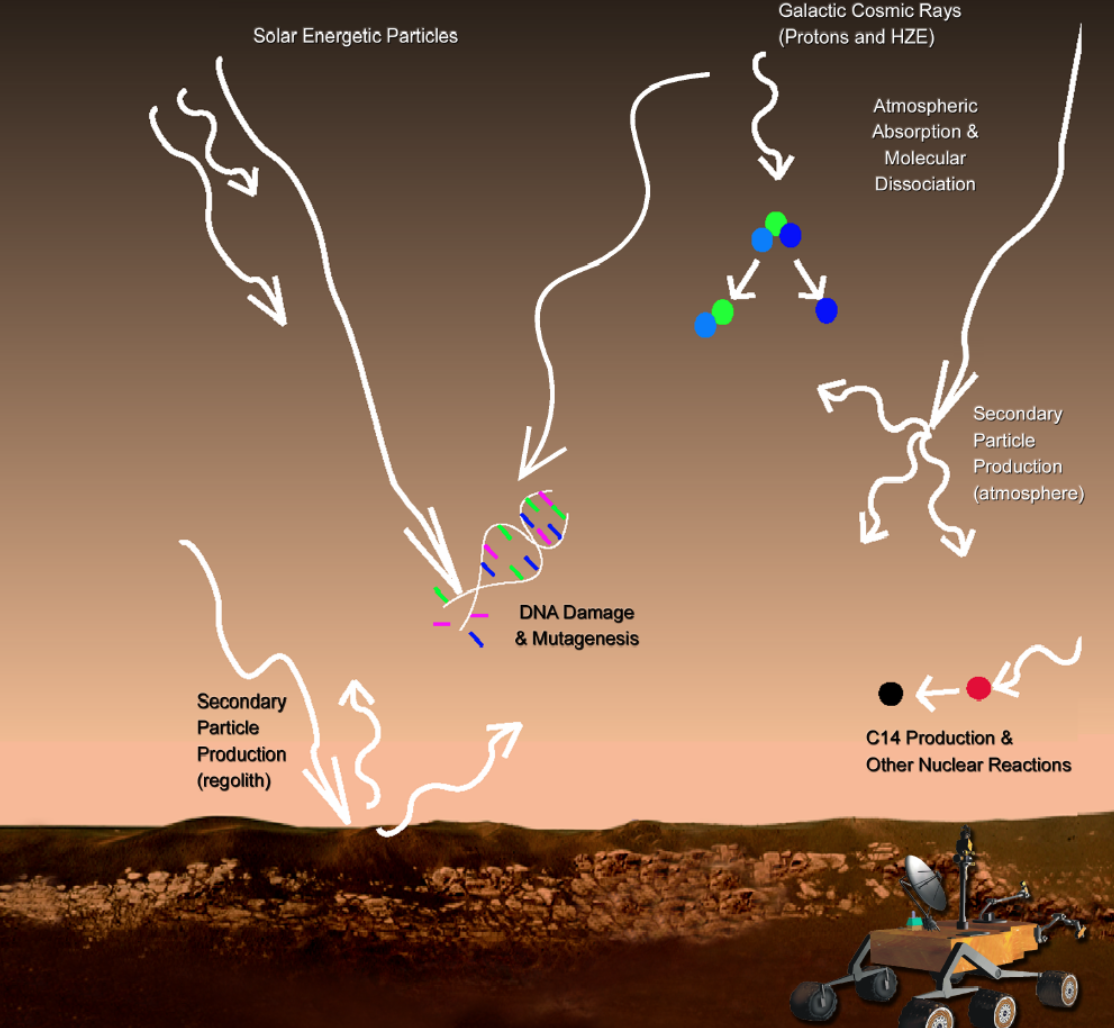 Solar Energetic Particles
Galactic Cosmic Rays
(Protons and HZE)
Atmospheric
Absorption &
Molecular
Dissociation
Secondary
Particle
Production
(atmosphere)
DNA Damage
& Mutagenesis
Secondary
Particle
Production
(regolith)
C14 Production &
Other Nuclear Reactions